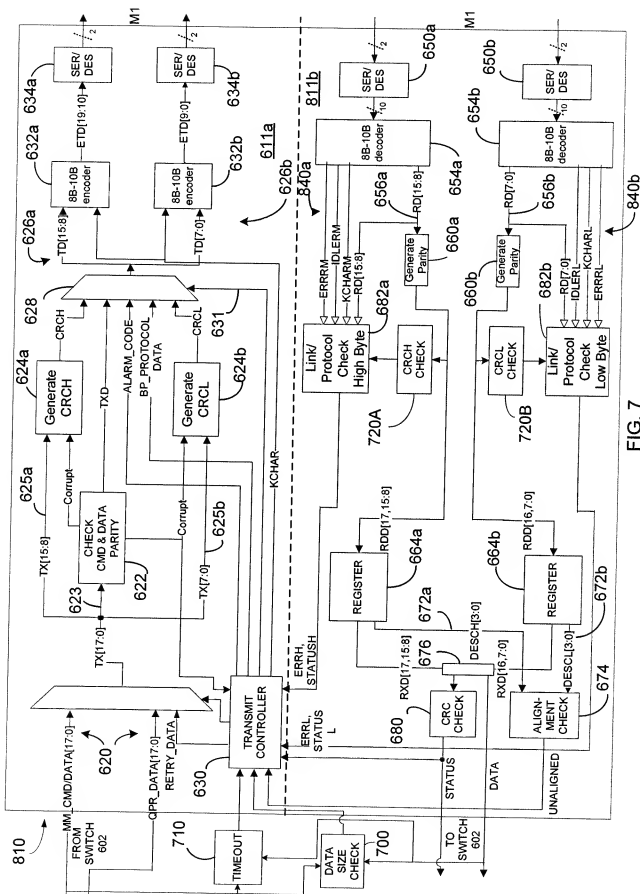 M1
M1
2
2
SER/
DES
634a
SER/
DES
634b
ETD[19:10]
ETD[9:0]
632a
8B-10B
encoder
632b
8B-10B
encoder
611a
626a
TD[15:8]
TD[7:0]
626b
628
631
CRCH
TXD
ALARM_CODE
BP_PROTOCOL
DATA
CRCL
KCHAR
624a
Generate
CRCH
Generate
CRCL
624b
625a
Corrupt
Corrupt
625b
TX[15:8]
TX[7:0]
CHECK
CMD & DATA
PARITY
622
623
TX[17:0]
620
MM_CMD/DATA[17:0]
FROM
SWITCH
602
QPR_DATA[17:0]
RETRY_DATA
810
TRANSMIT
CONTROLLER
630
TIMEOUT
710
DATA
SIZE
CHECK
700
ERRH,
STATUSH
ERRL,
STATUS
L
811b
2
SER/
DES
650a
10
8B-10B
decoder
654a
840a
656a
RD[15:8]
ERRRM
IDLERM
KCHARM
RD[15:8]
Generate
Parity
660a
Link/
Protocol
Check
High Byte
682a
CRCH
CHECK
720A
2
SER/
DES
650b
10
8B-10B
decoder
654b
840b
656b
RD[7:0]
RD[7:0]
IDLERL
KCHARL
ERRRL
Generate
Parity
660b
Link/
Protocol
Check
Low Byte
682b
CRCL
CHECK
720B
RDD[17,15:8]
REGISTER
664a
672a
RDD[16,7:0]
REGISTER
664b
672b
DESCH[3:0]
DESCL[3:0]
RXD[17,15:8]
676
RXD[16,7:0]
CRC
CHECK
680
ALIGN-
MENT
CHECK
674
STATUS
DATA
UNALIGNED
TO
SWITCH
602
FIG. 7